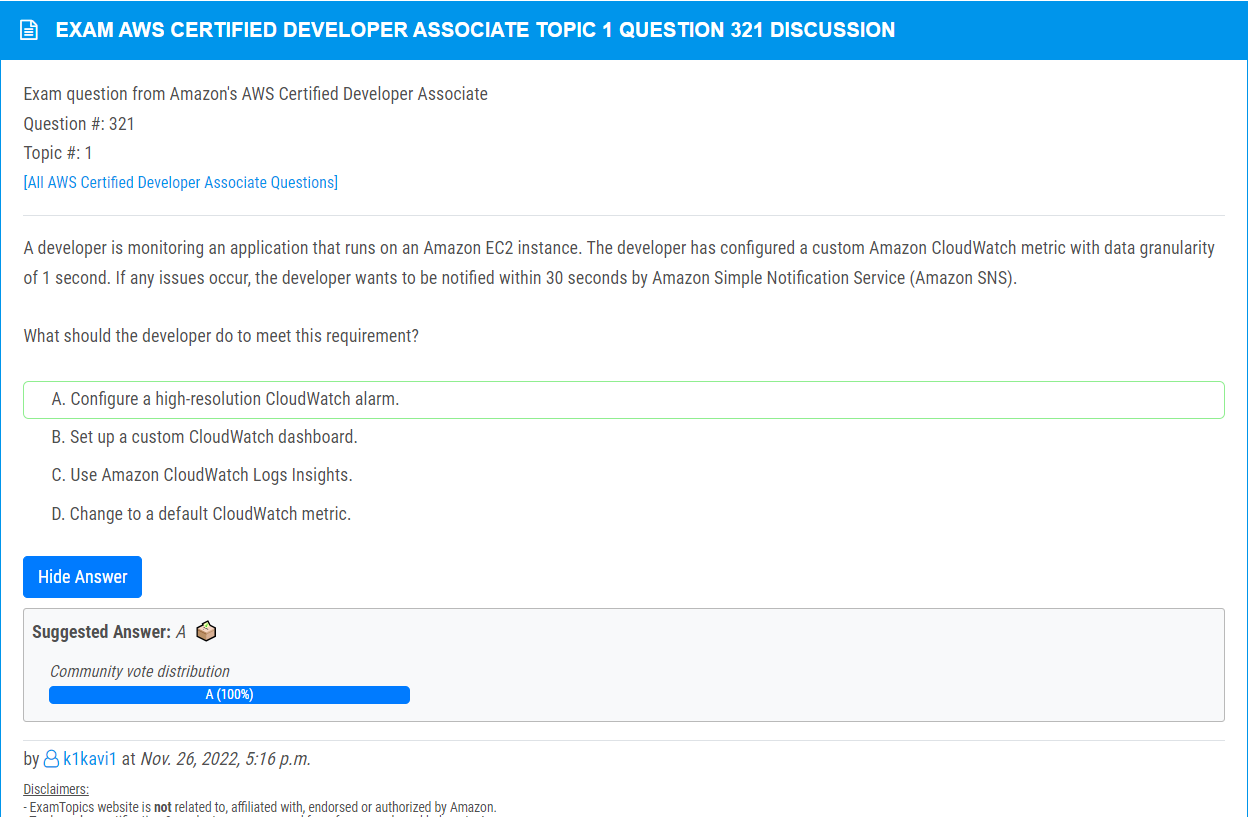 EXAM AWS CERTIFIED DEVELOPER ASSOCIATE TOPIC 1 QUESTION 321 DISCUSSION
Exam question from Amazon's AWS Certified Developer Associate
Question #: 321
Topic #: 1
[All AWS Certified Developer Associate Questions]
A developer is monitoring an application that runs on an Amazon EC2 instance. The developer has configured a custom Amazon CloudWatch metric with data granularity
of 1 second. If any issues occur, the developer wants to be notified within 30 seconds by Amazon Simple Notification Service (Amazon SNS).
What should the developer do to meet this requirement?
A. Configure a high-resolution CloudWatch alarm.
B. Set up a custom CloudWatch dashboard.
C. Use Amazon CloudWatch Logs Insights.
D. Change to a default CloudWatch metric.
Hide Answer
Suggested Answer: A
Community vote distribution
A (100%)
by k1kavi1 at Nov. 26, 2022, 5:16 p.m.
Disclaimers:
- ExamTopics website is not related to, affiliated with, endorsed or authorized by Amazon.